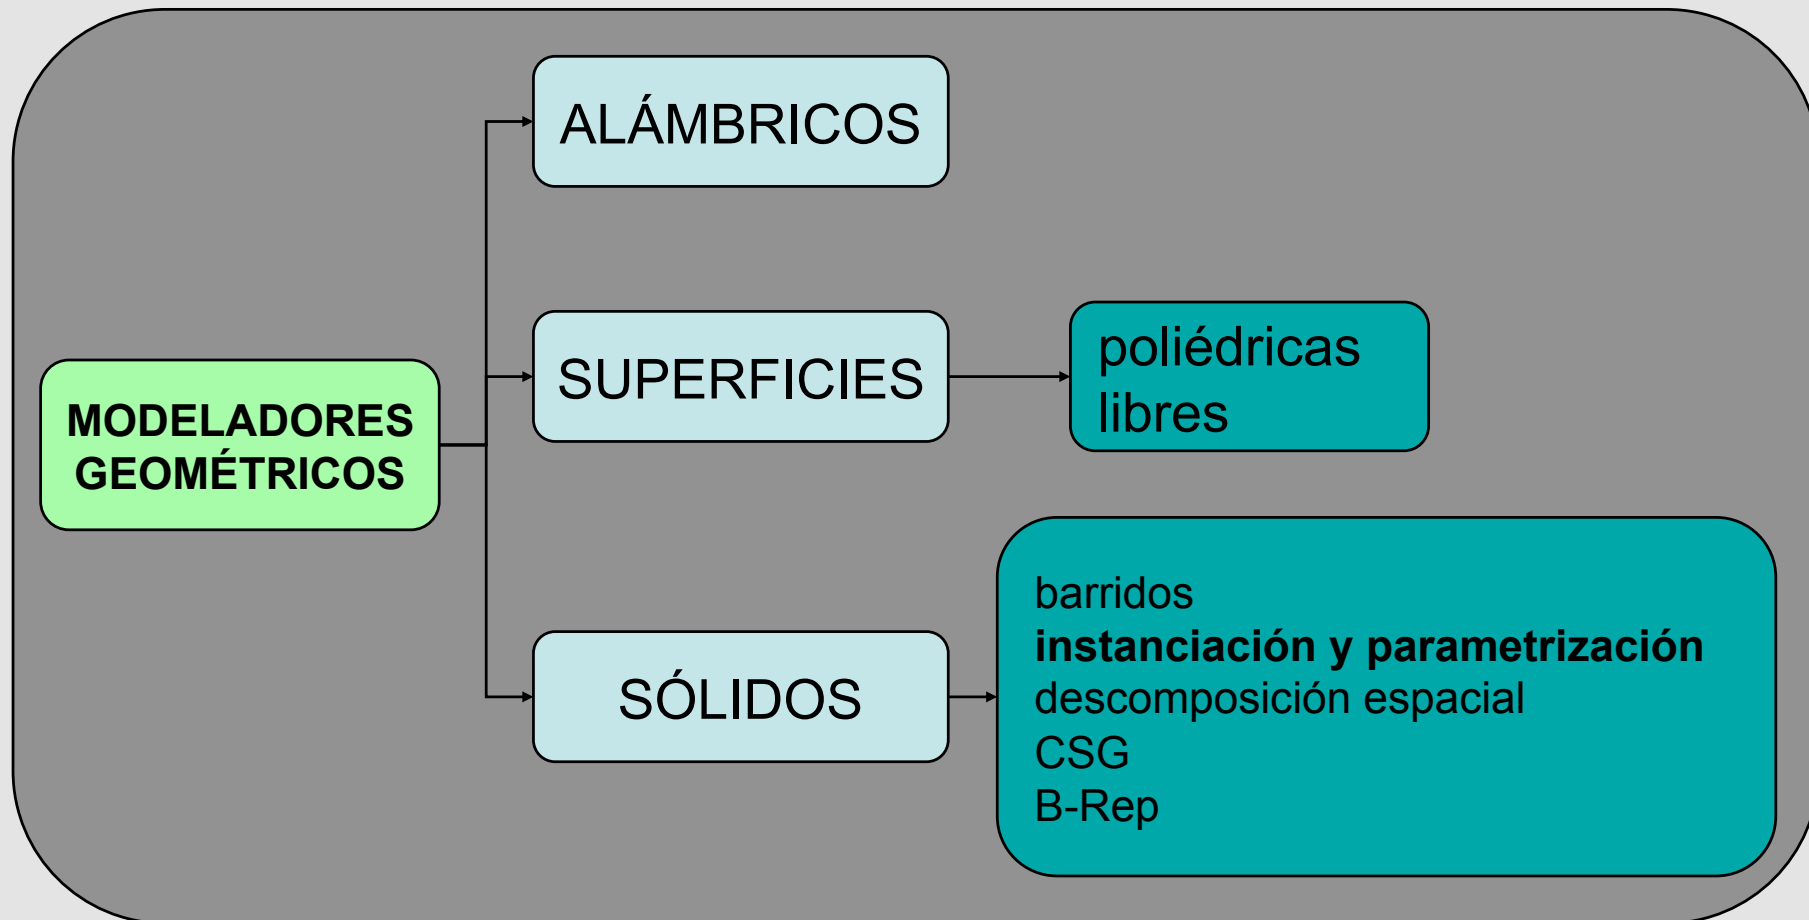 ALÁMBRICOS
MODELADORES
GEOMÉTRICOS
SUPERFICIES
poliédricas
libres
SÓLIDOS
barridos
instanciación y parametrización
descomposición espacial
CSG
B-Rep